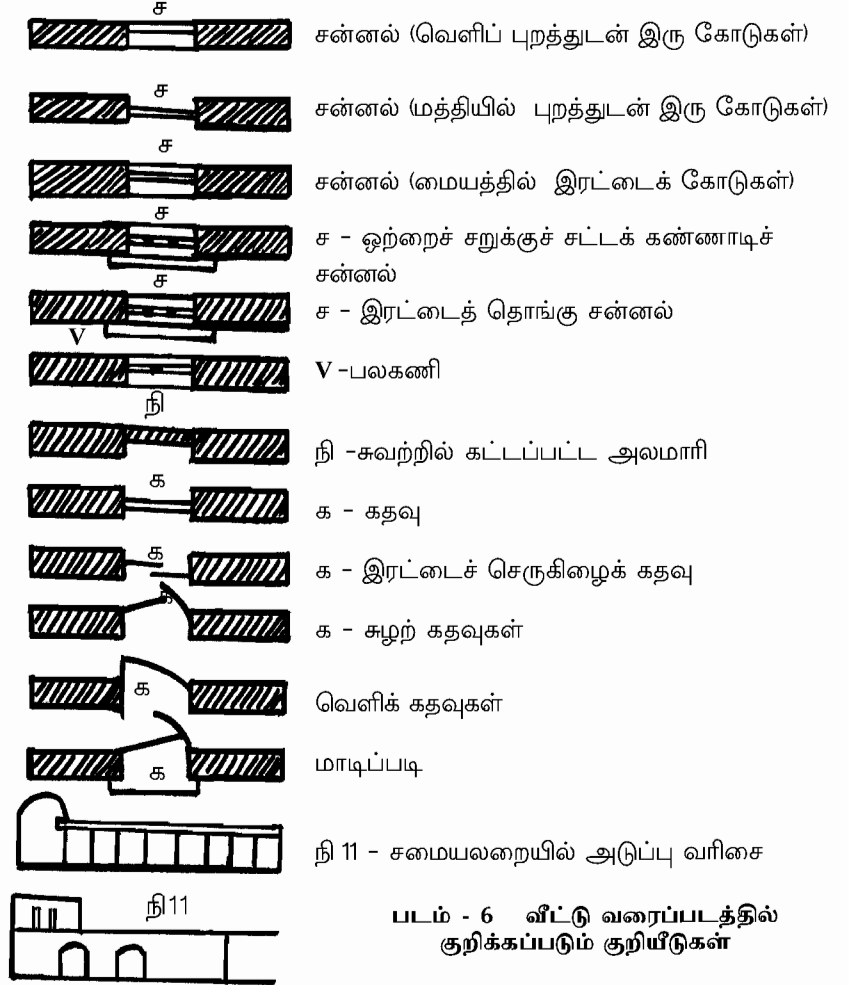 ச
சன்னல் (வெளிப் புறத்துடன் இரு கோடுகள்)
ச
சன்னல் (மத்தியில் புறத்துடன் இரு கோடுகள்)
ச
சன்னல் (மையத்தில் இரட்டைக் கோடுகள்)
ச
ச - ஒற்றைச் சறுக்குச் சட்டக் கண்ணாடிச்
சன்னல்
ச
ச - இரட்டைத் தொங்கு சன்னல்
V
V -பலகணி
நி
நி -சுவற்றில் கட்டப்பட்ட அலமாரி
க
க - கதவு
க
க - இரட்டைச் செருகிழைக் கதவு
க
க - சுழற் கதவுகள்
க
வெளிக் கதவுகள்
க
மாடிப்படி
நி 11 - சமையலறையில் அடுப்பு வரிசை
நி11
படம் - 6 வீட்டு வரைப்படத்தில்
குறிக்கப்படும் குறியீடுகள்